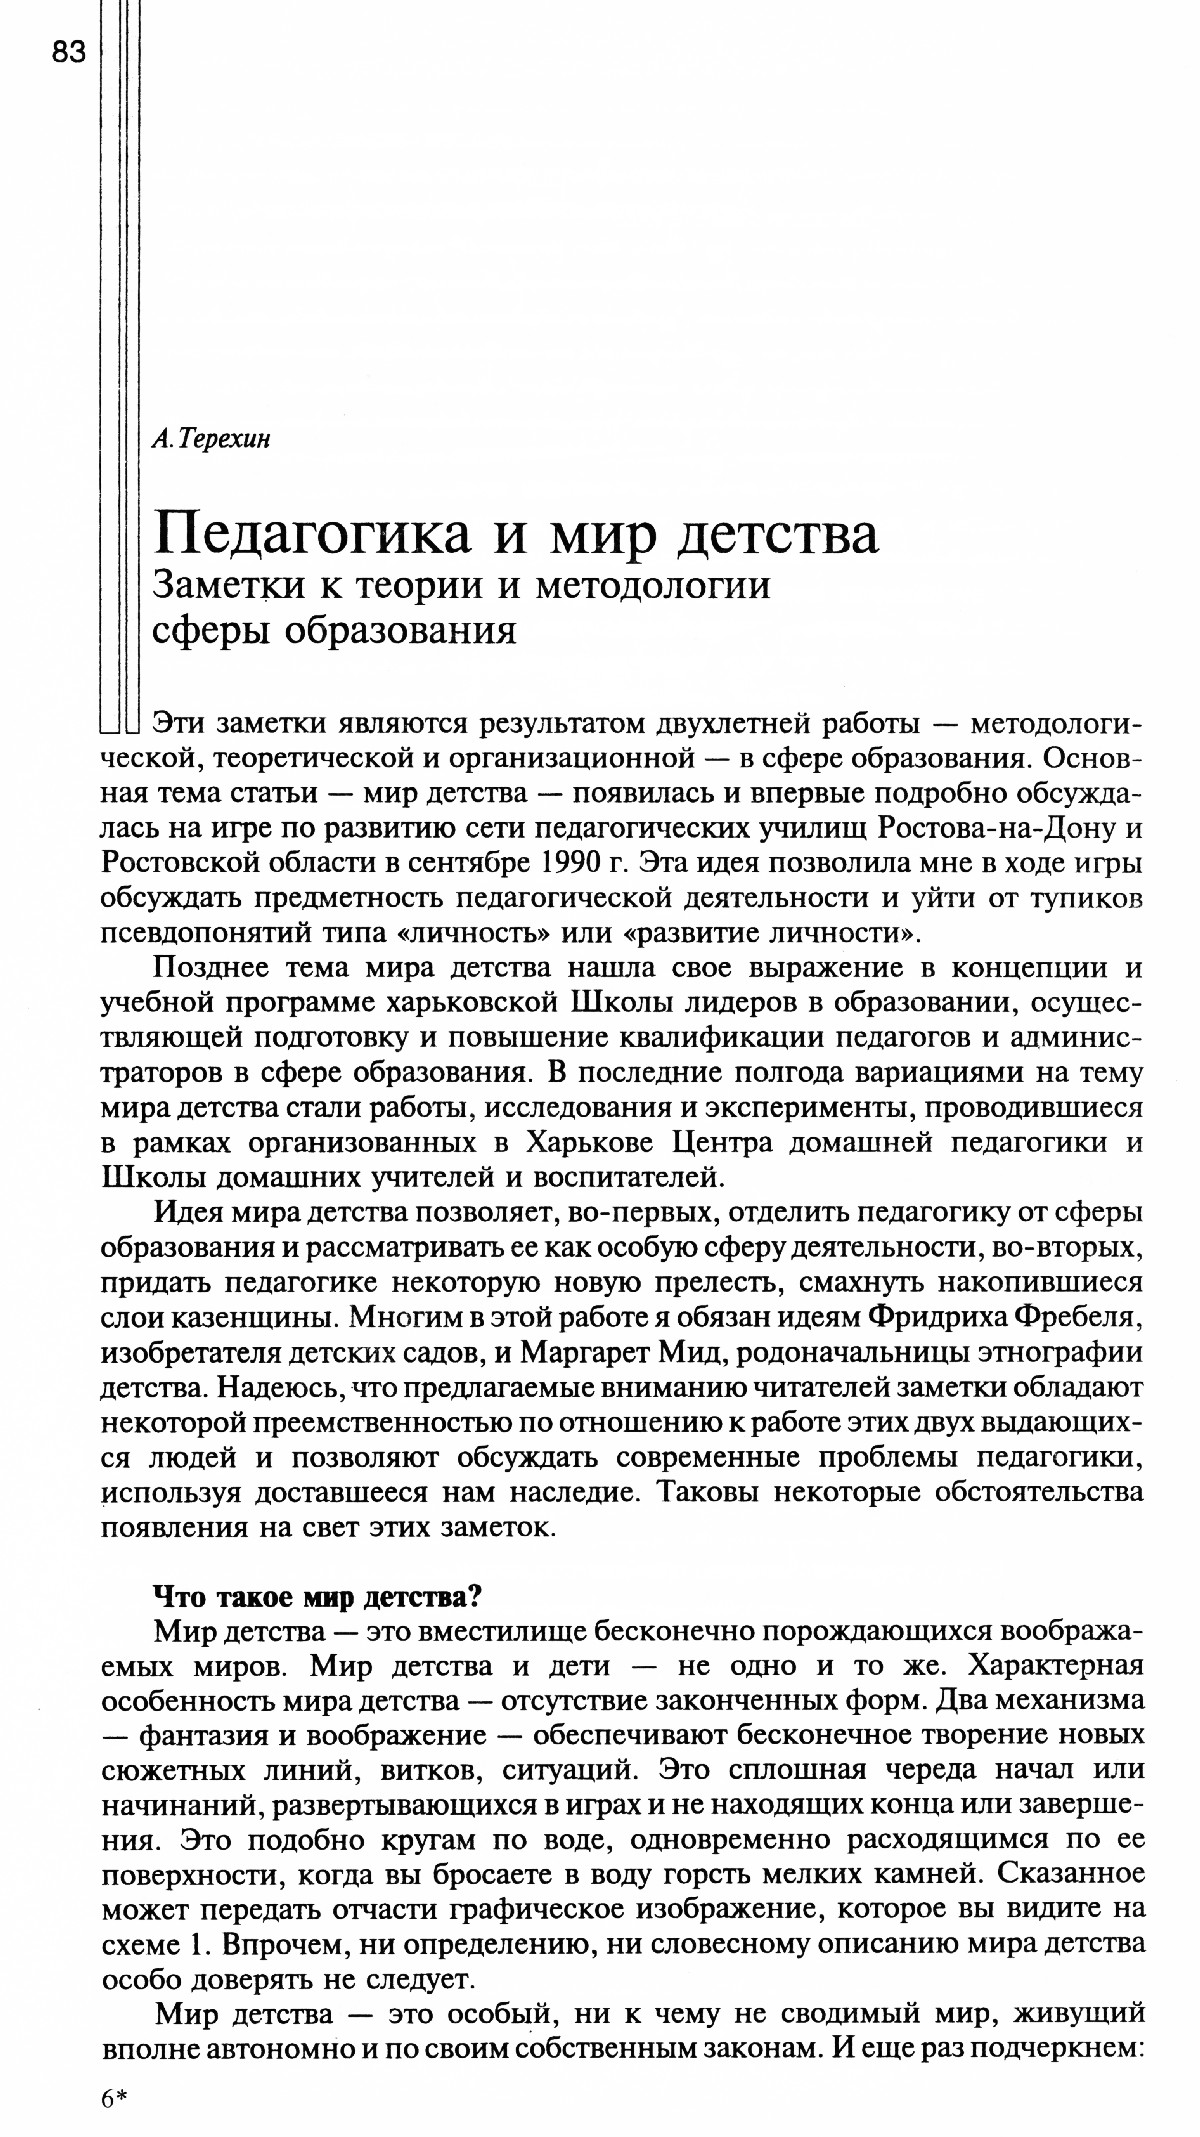 83
А. Терехин
Педагогика и мир детства
Заметки к теории и методологии
сферы образования
Эти заметки являются результатом двухлетней работы — методологи-
ческой, теоретической и организационной — в сфере образования. Основ-
ная тема статьи — мир детства — появилась и впервые подробно обсужда-
лась на игре по развитию сети педагогических училищ Ростова-на-Дону и
Ростовской области в сентябре 1990 г. Эта идея позволила мне в ходе игры
обсуждать предметность педагогической деятельности и уйти от тупиков
псевдопонятий типа «личность» или «развитие личности».
Позднее тема мира детства нашла свое выражение в концепции и
учебной программе харьковской Школы лидеров в образовании, осущес-
твляющей подготовку и повышение квалификации педагогов и админис-
траторов в сфере образования. В последние полгода вариациями на тему
мира детства стали работы, исследования и эксперименты, проводившиеся
в рамках организованных в Харькове Центра домашней педагогики и
Школы домашних учителей и воспитателей.
Идея мира детства позволяет, во-первых, отделить педагогику от сферы
образования и рассматривать ее как особую сферу деятельности, во-вторых,
придать педагогике некоторую новую прелесть, смахнуть накопившиеся
слои казенщины. Многим в этой работе я обязан идеям Фридриха Фребеля,
изобретателя детских садов, и Маргарет Мид, родоначальницы этнографии
детства. Надеюсь, что предлагаемые вниманию читателей заметки обладают
некоторой преемственностью по отношению к работе этих двух выдающих-
ся людей и позволяют обсуждать современные проблемы педагогики,
используя доставшееся нам наследие. Таковы некоторые обстоятельства
появления на свет этих заметок.
Что такое мир детства?
Мир детства — это вместилище бесконечно порождающихся вообража-
емых миров. Мир детства и дети — не одно и то же. Характерная
особенность мира детства — отсутствие законченных форм. Два механизма
— фантазия и воображение — обеспечивают бесконечное творение новых
сюжетных линий, витков, ситуаций. Это сплошная череда начал или
начинаний, развертывающихся в играх и не находящих конца или заверше-
ния. Это подобно кругам по воде, одновременно расходящимся по ее
поверхности, когда вы бросаете в воду горсть мелких камней. Сказанное
может передать отчасти графическое изображение, которое вы видите на
схеме 1. Впрочем, ни определению, ни словесному описанию мира детства
особо доверять не следует.
Мир детства — это особый, ни к чему не сводимый мир, живущий
вполне автономно и по своим собственным законам. И еще раз подчеркнем:
6*